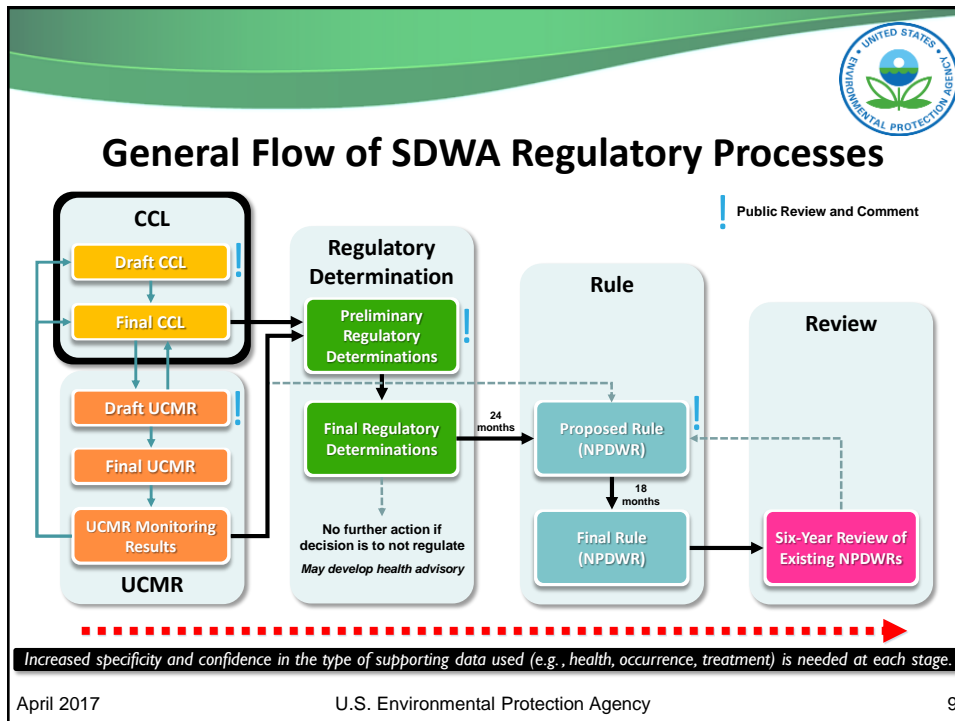 UNITED STATES
ENVIRONMENTAL PROTECTION AGENCY
General Flow of SDWA Regulatory Processes
! Public Review and Comment
CCL
Draft CCL
!
Final CCL
Draft UCMR
!
Final UCMR
UCMR Monitoring
Results
UCMR
Regulatory
Determination
Preliminary
Regulatory
Determinations
!
Final Regulatory
Determinations
No further action if
decision is to not regulate
May develop health advisory
24
months
Rule
Proposed Rule
(NPDWR)
!
18
months
Final Rule
(NPDWR)
Review
Six-Year Review of
Existing NPDWRs
Increased specificity and confidence in the type of supporting data used (e.g., health, occurrence, treatment) is needed at each stage.
April 2017
U.S. Environmental Protection Agency
9